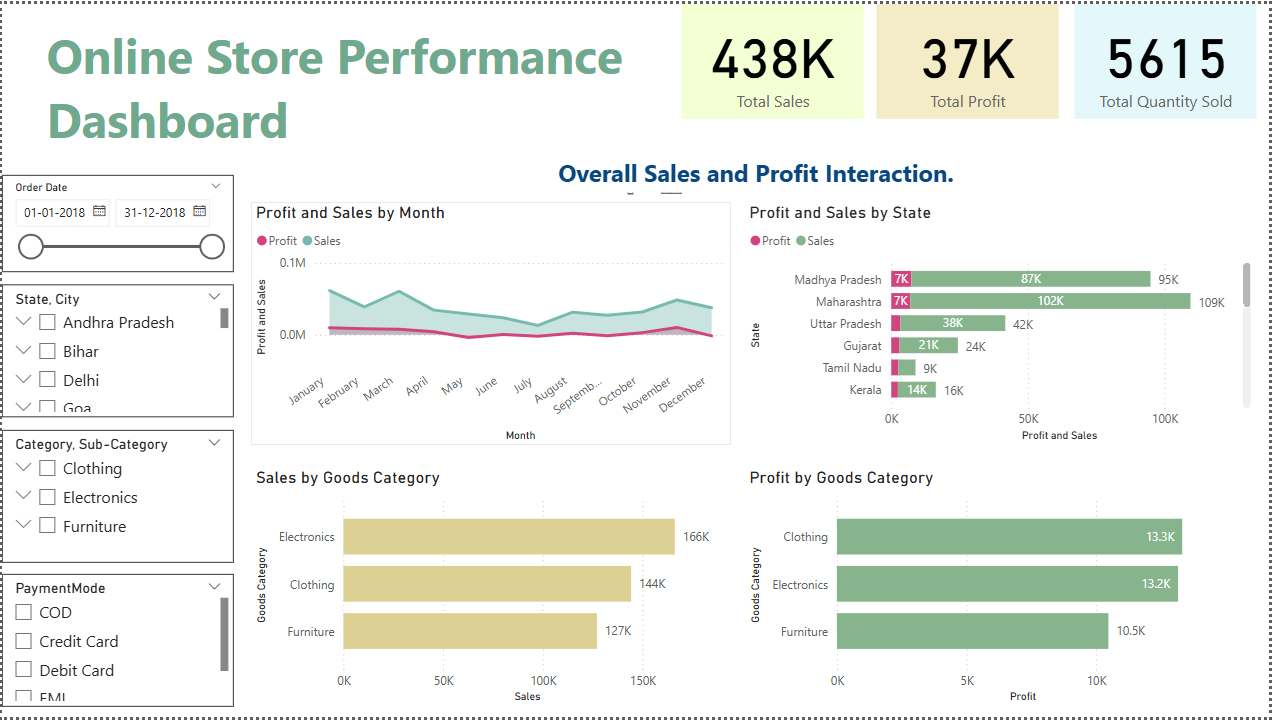 Online Store Performance
Dashboard
438K
Total Sales
37K
Total Profit
5615
Total Quantity Sold
Overall Sales and Profit Interaction.
Order Date
01-01-2018
31-12-2018
State, City
Andhra Pradesh
Bihar
Delhi
Goa
Category, Sub-Category
Clothing
Electronics
Furniture
PaymentMode
COD
Credit Card
Debit Card
EMI
Profit and Sales by Month
Profit
Sales
Profit and Sales
0.1M
0.0M
January
February
March
April
May
June
July
August
Septemb...
October
November
December
Month
Profit and Sales by State
Profit
Sales
State
Madhya Pradesh 7K 87K 95K
Maharashtra 7K 102K 109K
Uttar Pradesh 38K 42K
Gujarat 21K 24K
Tamil Nadu 9K
Kerala 14K 16K
0K 50K 100K
Profit and Sales
Sales by Goods Category
Goods Category
Electronics 166K
Clothing 144K
Furniture 127K
0K 50K 100K 150K
Sales
Profit by Goods Category
Goods Category
Clothing 13.3K
Electronics 13.2K
Furniture 10.5K
0K 5K 10K
Profit